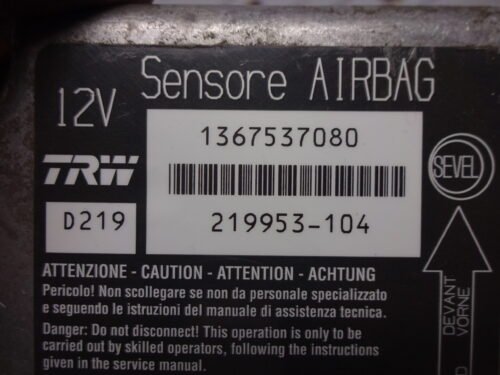 Sensore AIRBAG
12V
1367537080
TRW
D219
219953-104
SEVEL
ATTENZIONE - CAUTION - ATTENTION - ACHTUNG
Pericolo! Non scollegare se non da personale specializzato
e seguendo le istruzioni del manuale di assistenza tecnica.
Danger: Do not disconnect! This operation is only to be
carried out by skilled operators, following the instructions
given in the service manual.
DEVANT
VORNE